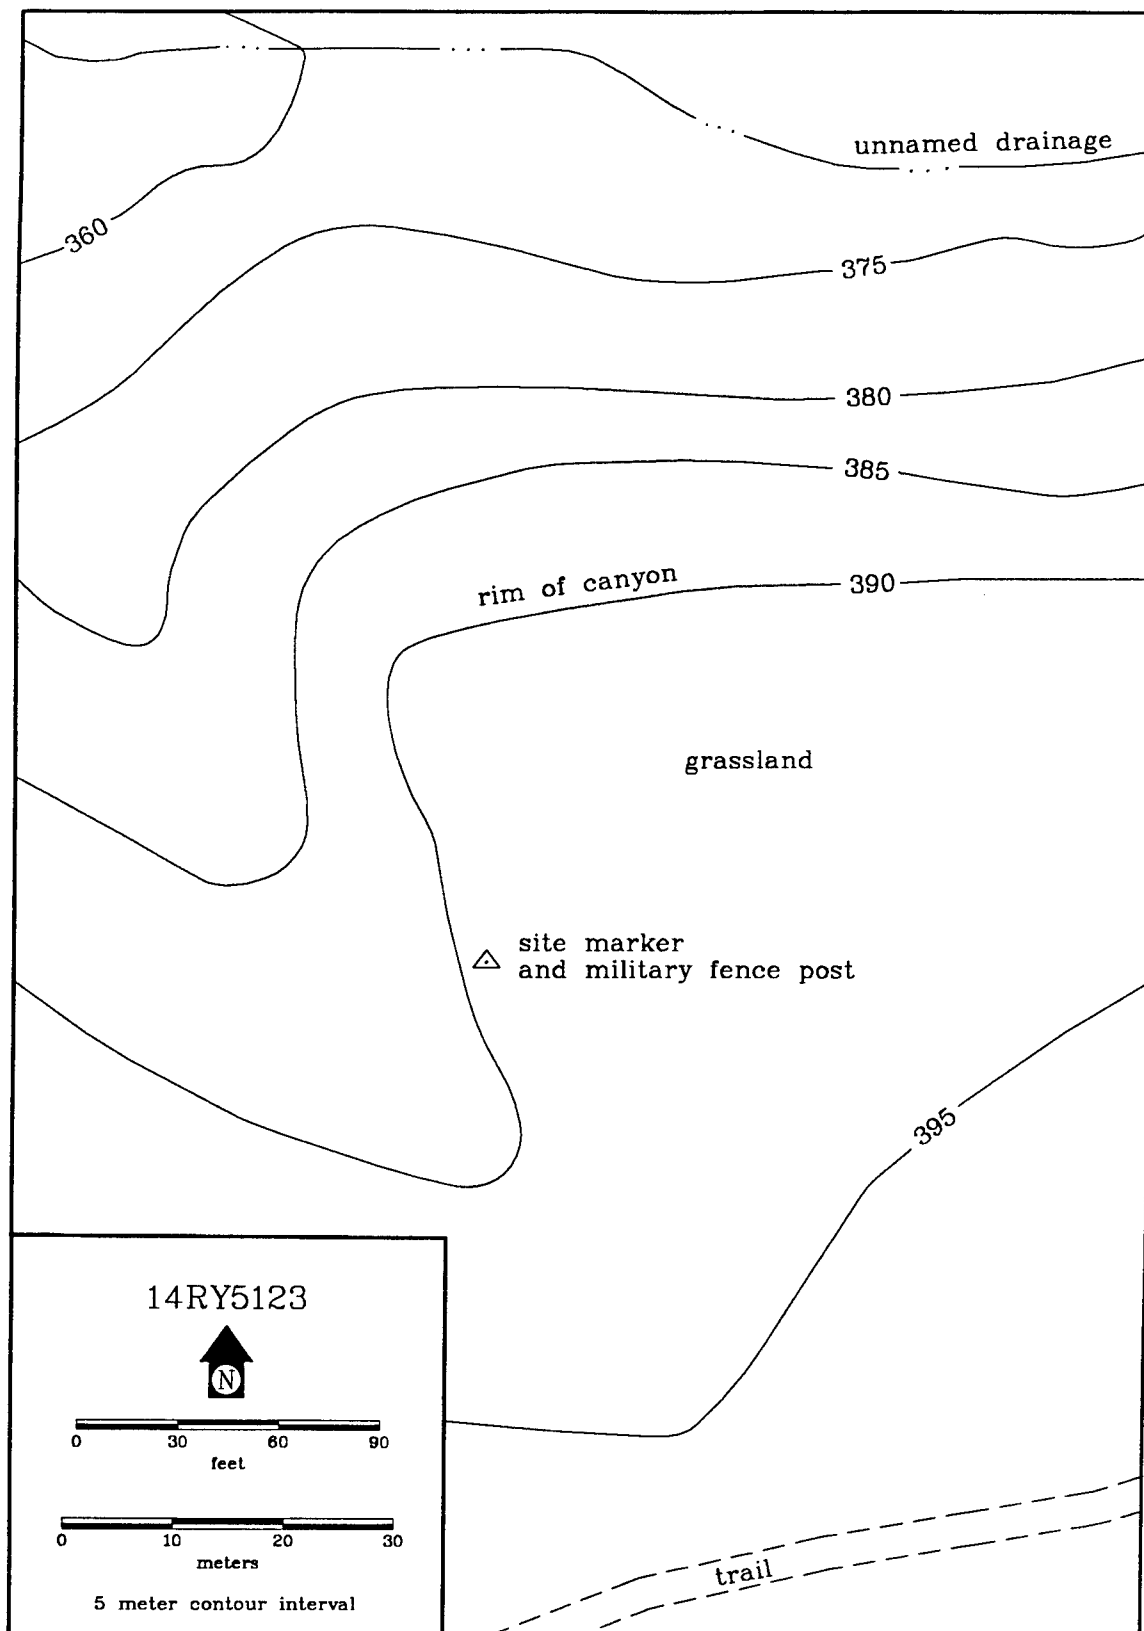 unnamed drainage
360
375
380
385
rim of canyon
390
grassland
site marker
and military fence post
395
14RY5123
N
0 30 60 90
feet
0 10 20 30
meters
5 meter contour interval
trail